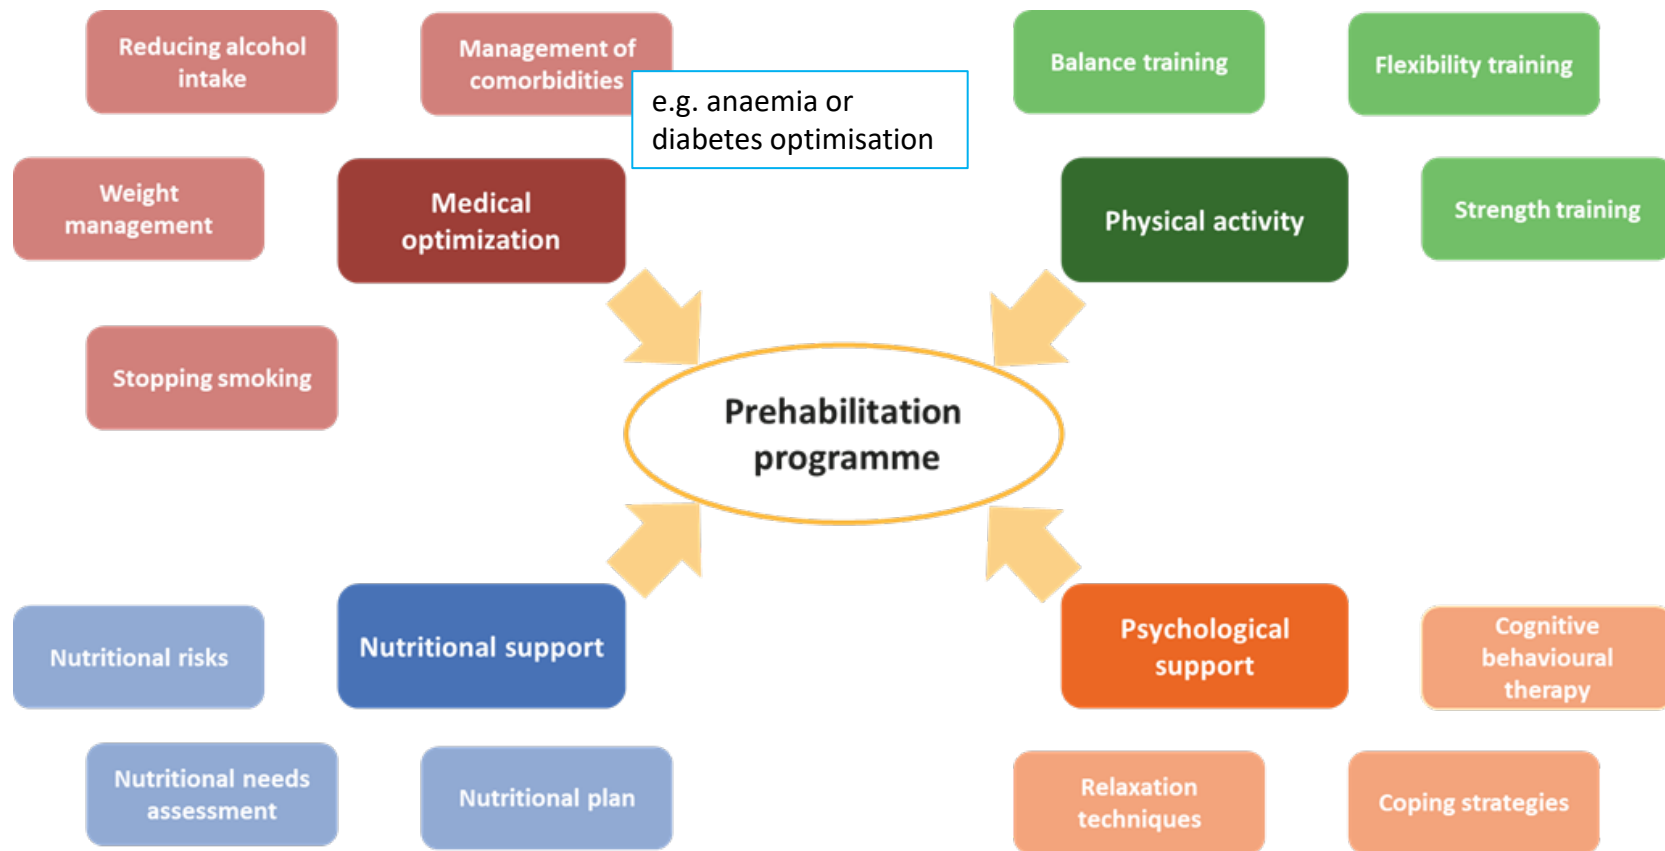 Reducing alcohol
intake
Management of
comorbidities
e.g. anaemia or
diabetes optimisation
Weight
management
Medical
optimization
Stopping smoking
Balance training
Flexibility training
Physical activity
Strength training
Prehabilitation
programme
Nutritional risks
Nutritional support
Nutritional needs
assessment
Nutritional plan
Psychological
support
Cognitive
behavioural
therapy
Relaxation
techniques
Coping strategies